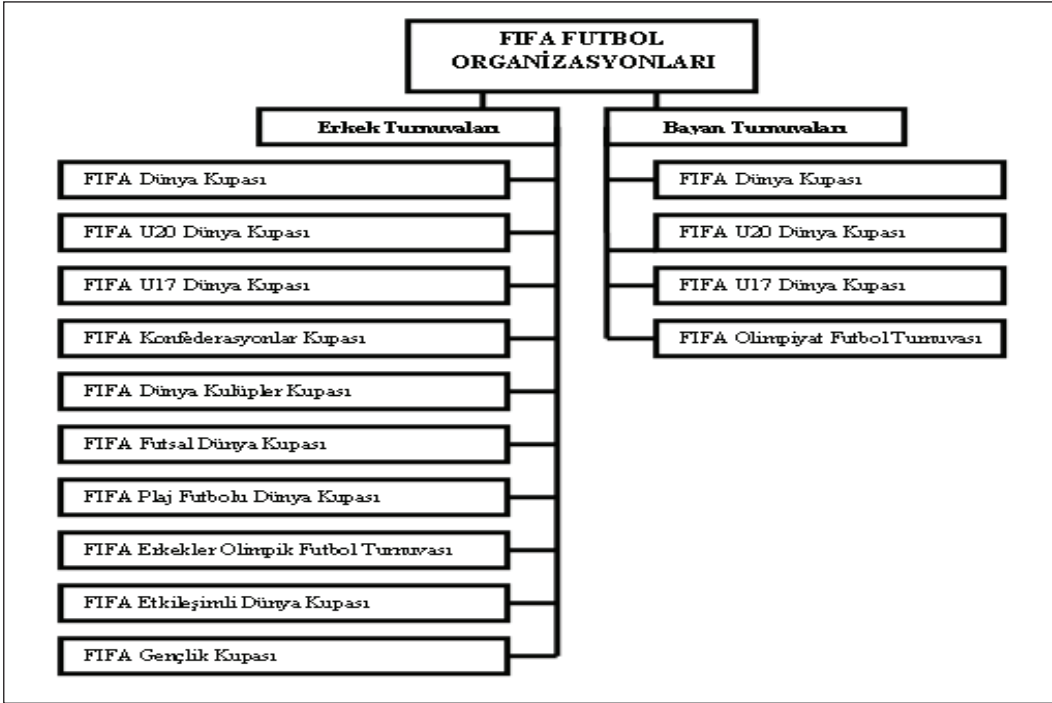 FIFA FUTBOL
ORGANİZASYONLARI
Erkek Turnuvaları
FIFA Dünya Kupası
FIFA U20 Dünya Kupası
FIFA U17 Dünya Kupası
FIFA Konfederasyonlar Kupası
FIFA Dünya Kulüpler Kupası
FIFA Futsal Dünya Kupası
FIFA Plaj Futbolu Dünya Kupası
FIFA Erkekler Olimpik Futbol Turnuvası
FIFA Etkileşimli Dünya Kupası
FIFA Gençlik Kupası
Bayan Turnuvaları
FIFA Dünya Kupası
FIFA U20 Dünya Kupası
FIFA U17 Dünya Kupası
FIFA Olimpiyat Futbol Turnuvası